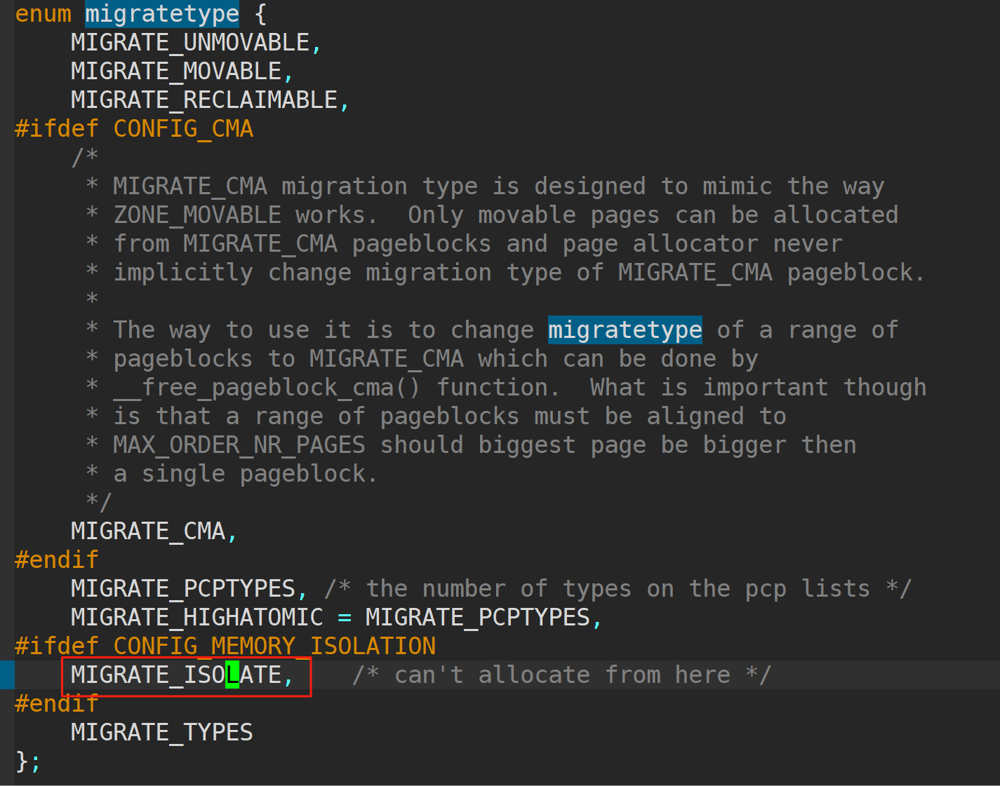 enum migratetype {
    MIGRATE_UNMOVABLE,
    MIGRATE_MOVABLE,
    MIGRATE_RECLAIMABLE,
#ifdef CONFIG_CMA
    /*
     * MIGRATE_CMA migration type is designed to mimic the way
     * ZONE_MOVABLE works.  Only movable pages can be allocated
     * from MIGRATE_CMA pageblocks and page allocator never
     * implicitly change migration type of MIGRATE_CMA pageblock.
     *
     * The way to use it is to change migratetype of a range of
     * pageblocks to MIGRATE_CMA which can be done by
     * __free_pageblock_cma() function.  What is important though
     * is that a range of pageblocks must be aligned to
     * MAX_ORDER_NR_PAGES should biggest page be bigger then
     * a single pageblock.
     */
    MIGRATE_CMA,
#endif
    MIGRATE_PCPTYPES, /* the number of types on the pcp lists */
    MIGRATE_HIGHATOMIC = MIGRATE_PCPTYPES,
#ifdef CONFIG_MEMORY_ISOLATION
    MIGRATE_ISOLATE,    /* can't allocate from here */
#endif
    MIGRATE_TYPES
};